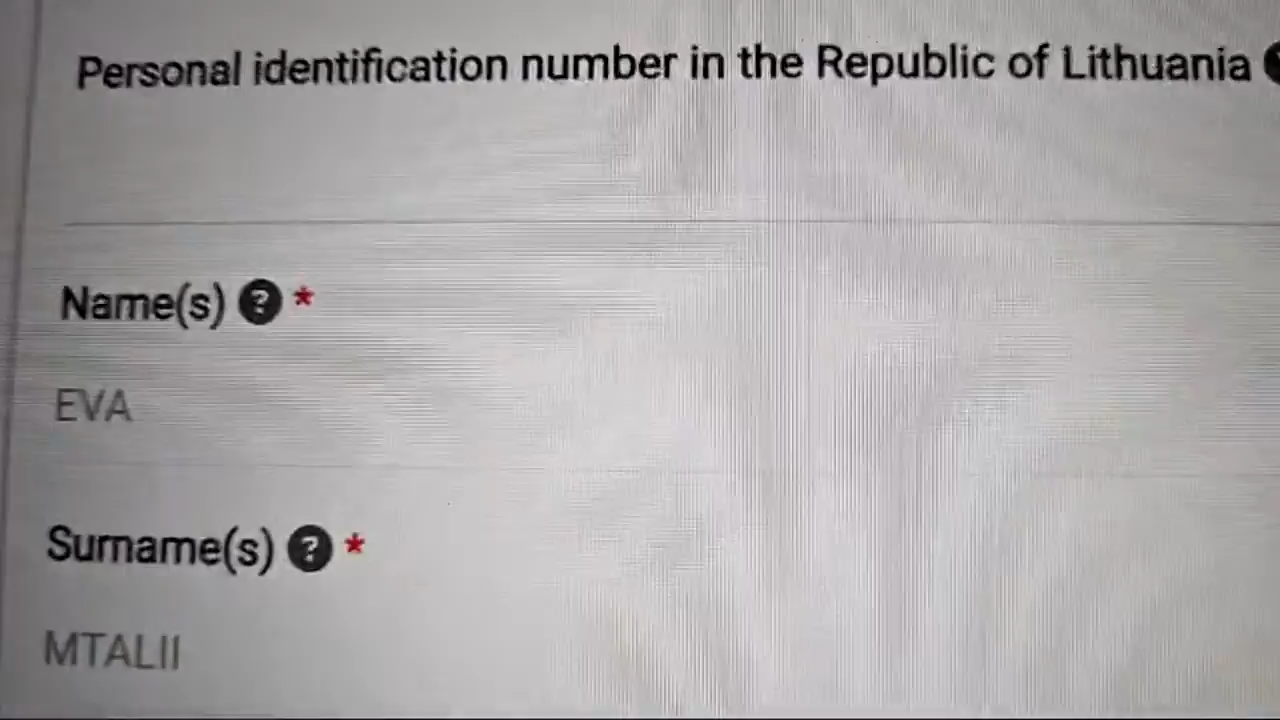 Personal identification number in the Republic of Lithuania
Name(s) ? *
EVA
Surname(s) ? *
MTALII